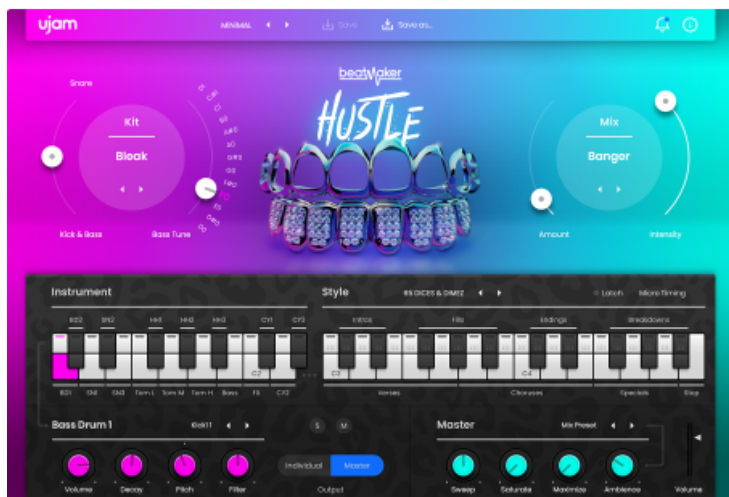 ujam
MINIMAL
Save
Save as...
beatMaker
HUSTLE
Snare
Kit
Bleak
Kick & Bass
Bass Tune
Mix
Banger
Amount
Intensity
Instrument
Style
Latch
Micro Timing
BD2 SN2 HH1 HH2 HH3 CY1 CY3
Intros Fills Endings Breakdowns
C2 C3 C4
BD1 SN1 SN3 Tom L Tom M Tom H Bass FX CY2
Verses Choruses Specials Stop
Bass Drum 1
Kick11
S M
Master
Mix Preset
Individual Master
Volume Decay Pitch Filter
Output
Sweep Saturate Maximize Ambience
Volume